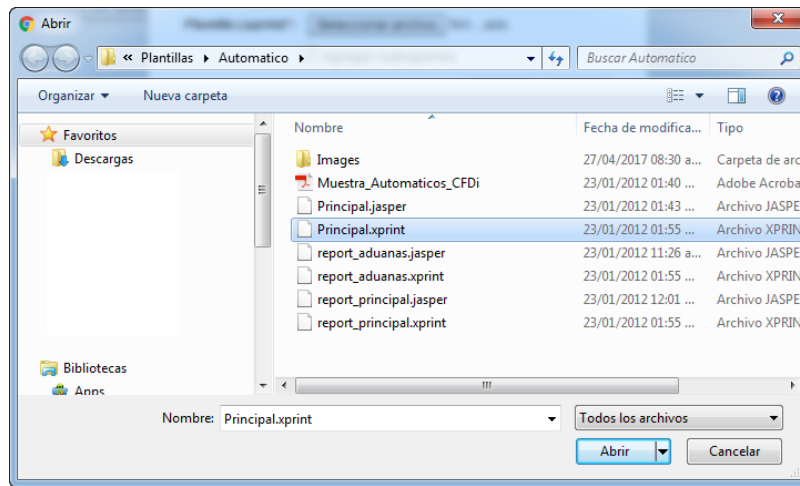 Abrir
« Plantillas Automatico
Buscar Automatico
Organizar Nueva carpeta
Favoritos
Descargas
Bibliotecas
Apps
Nombre Fecha de modifica... Tipo
Images 27/04/2017 08:30 a... Carpeta de arc
Muestra_Automaticos_CFDi 23/01/2012 01:40 ... Adobe Acroba
Principal.jasper 23/01/2012 01:43 ... Archivo JASPE
Principal.xprint 23/01/2012 01:55 ... Archivo XPRIN
report_aduanas.jasper 23/01/2012 11:26 a... Archivo JASPE
report_aduanas.xprint 23/01/2012 01:55 ... Archivo XPRIN
report_principal.jasper 23/01/2012 12:01 ... Archivo JASPE
report_principal.xprint 23/01/2012 01:55 ... Archivo XPRIN
Nombre: Principal.xprint Todos los archivos
Abrir Cancelar